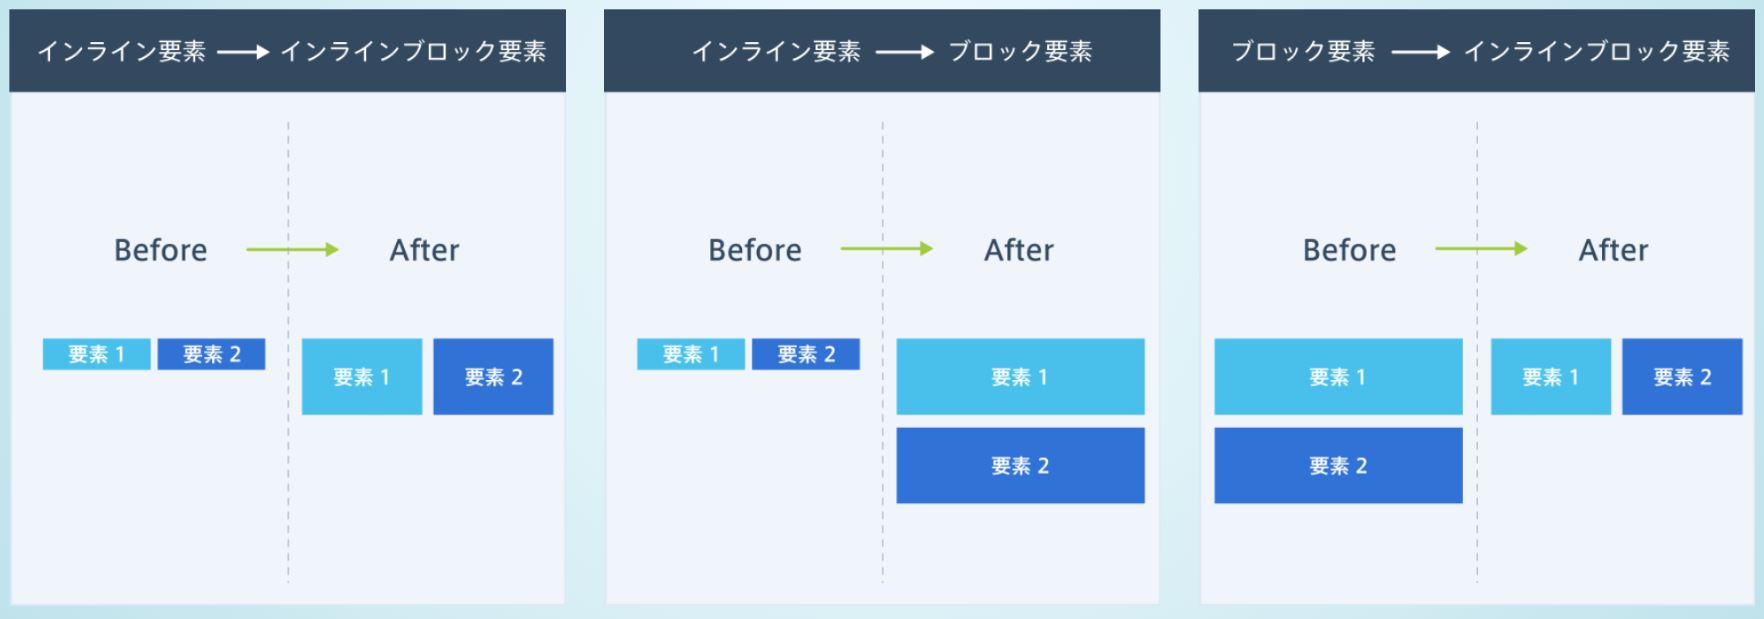 インライン要素 → インラインブロック要素
Before → After
要素 1 要素 2 要素 1 要素 2
インライン要素 → ブロック要素
Before → After
要素 1 要素 2 要素 1
要素 2
ブロック要素 → インラインブロック要素
Before → After
要素 1 要素 1 要素 2
要素 2